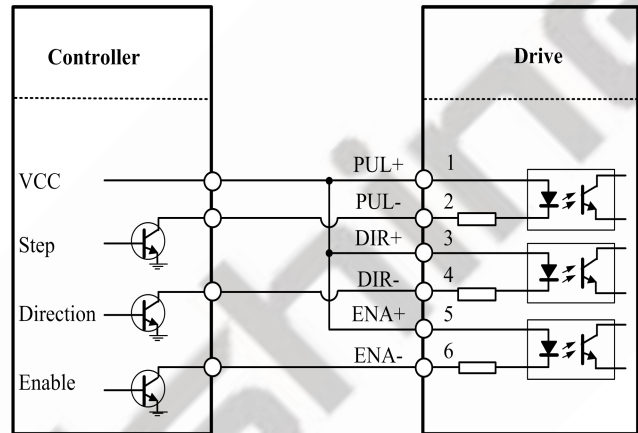 Controller
Drive
VCC
Step
Direction
Enable
PUL+ 1
PUL- 2
DIR+ 3
DIR- 4
ENA+ 5
ENA- 6